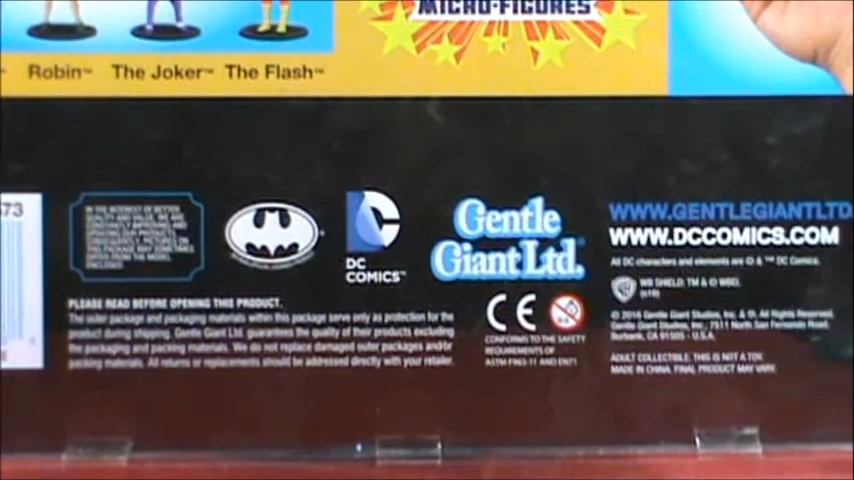 MICRO-FIGURES
Robin™ The Joker™ The Flash™
573
IN THE INTEREST OF BETTER
QUALITY AND VALUE, WE ARE
CONSTANTLY IMPROVING AND
UPDATING OUR PRODUCTS.
CONSEQUENTLY, PICTURES ON
THIS PACKAGE MAY SOMETIMES
DIFFER FROM THE MODEL
ENCLOSED.
DC
COMICS™
Gentle
Giant Ltd.
WWW.GENTLEGIANTLTD
WWW.DCCOMICS.COM
All DC characters and elements are © & ™ DC Comics.
WB SHIELD: TM & © WBEI.
(s16)
PLEASE READ BEFORE OPENING THIS PRODUCT.
The outer package and packaging materials within this package serve only as protection for the
product during shipping. Gentle Giant Ltd. guarantees the quality of their products excluding
the packaging and packing materials. We do not replace damaged outer packages and/or
packing materials. All returns or replacements should be addressed directly with your retailer.
CE
CONFORMS TO THE SAFETY
REQUIREMENTS OF
ASTM F963-11 AND EN71
© 2016 Gentle Giant Studios, Inc. & ®. All Rights Reserved.
Gentle Giant Studios, Inc., 7511 North San Fernando Road,
Burbank, CA 91505 - U.S.A.
ADULT COLLECTIBLE. THIS IS NOT A TOY.
MADE IN CHINA. FINAL PRODUCT MAY VARY.